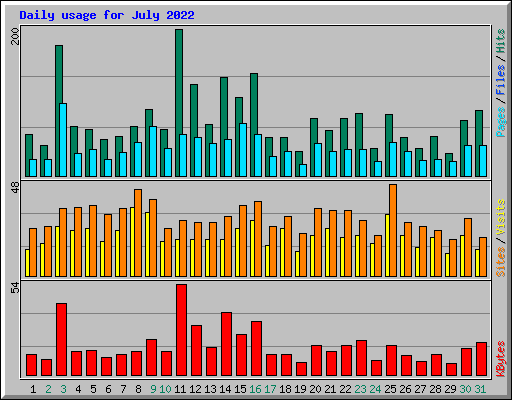 Daily usage for July 2022
200
Pages / Files / Hits
48
Sites / Visits
54
KBytes
1 2 3 4 5 6 7 8 9 10 11 12 13 14 15 16 17 18 19 20 21 22 23 24 25 26 27 28 29 30 31